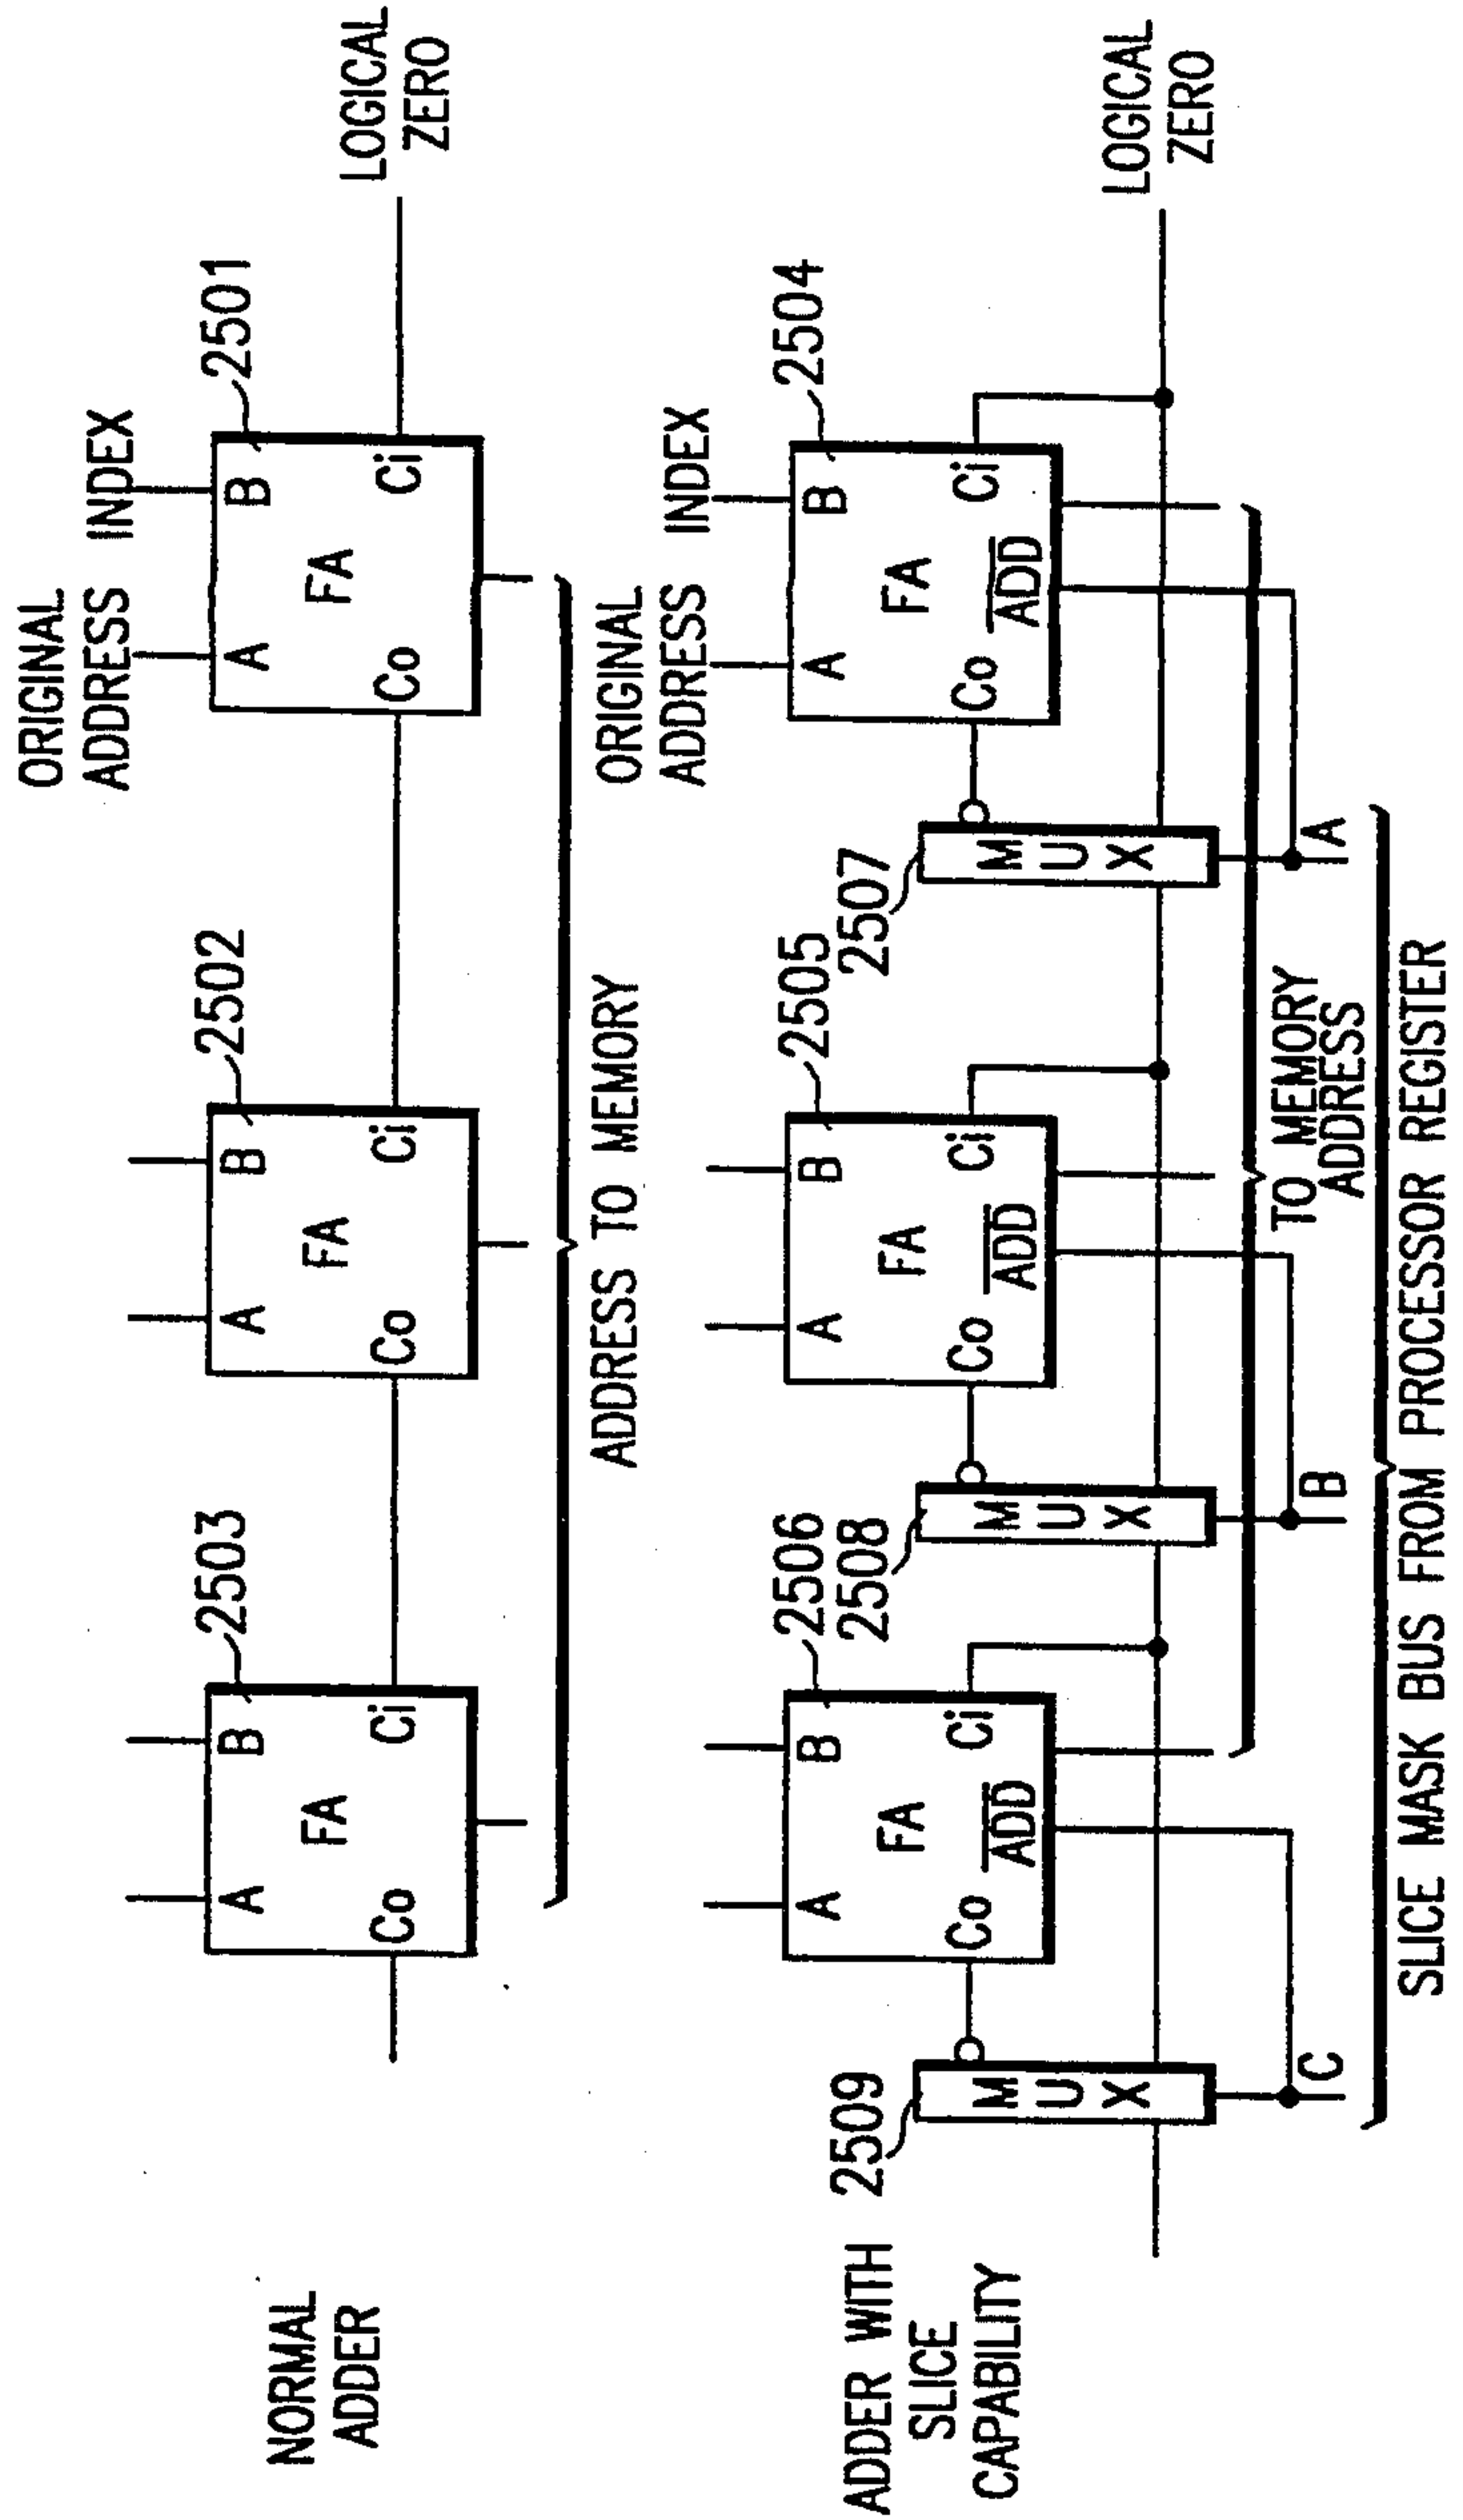 NORMAL
ADDER
ORIGINAL
ADDRESS INDEX
2503
2502
2501
A B
FA
Co Ci
A B
FA
Co Ci
A B
FA
Co Ci
LOGICAL
ZERO
ADDRESS TO MEMORY
ADDER WITH
SLICE
CAPABILITY
ORIGINAL
ADDRESS INDEX
2506
2505
2504
2509
2508
2507
A B
FA
Co ADD Ci
A B
FA
Co ADD Ci
A B
FA
Co ADD Ci
MUX
MUX
MUX
LOGICAL
ZERO
TO MEMORY
ADDRESS
C
B
A
SLICE MASK BUS FROM PROCESSOR REGISTER